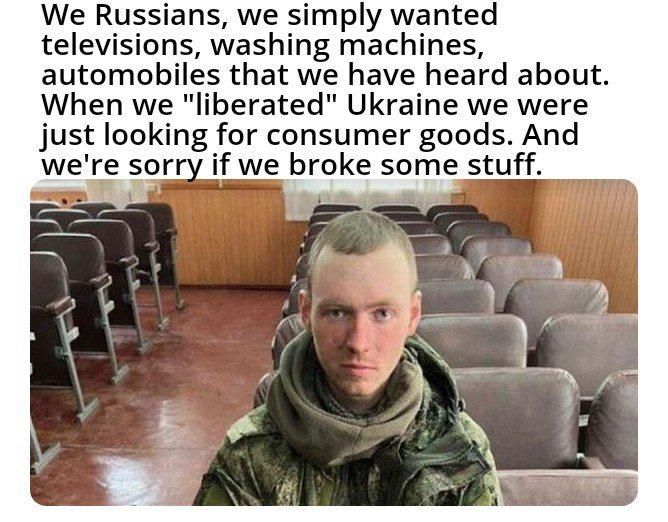 We Russians, we simply wanted
televisions, washing machines,
automobiles that we have heard about.
When we "liberated" Ukraine we were
just looking for consumer goods. And
we're sorry if we broke some stuff.